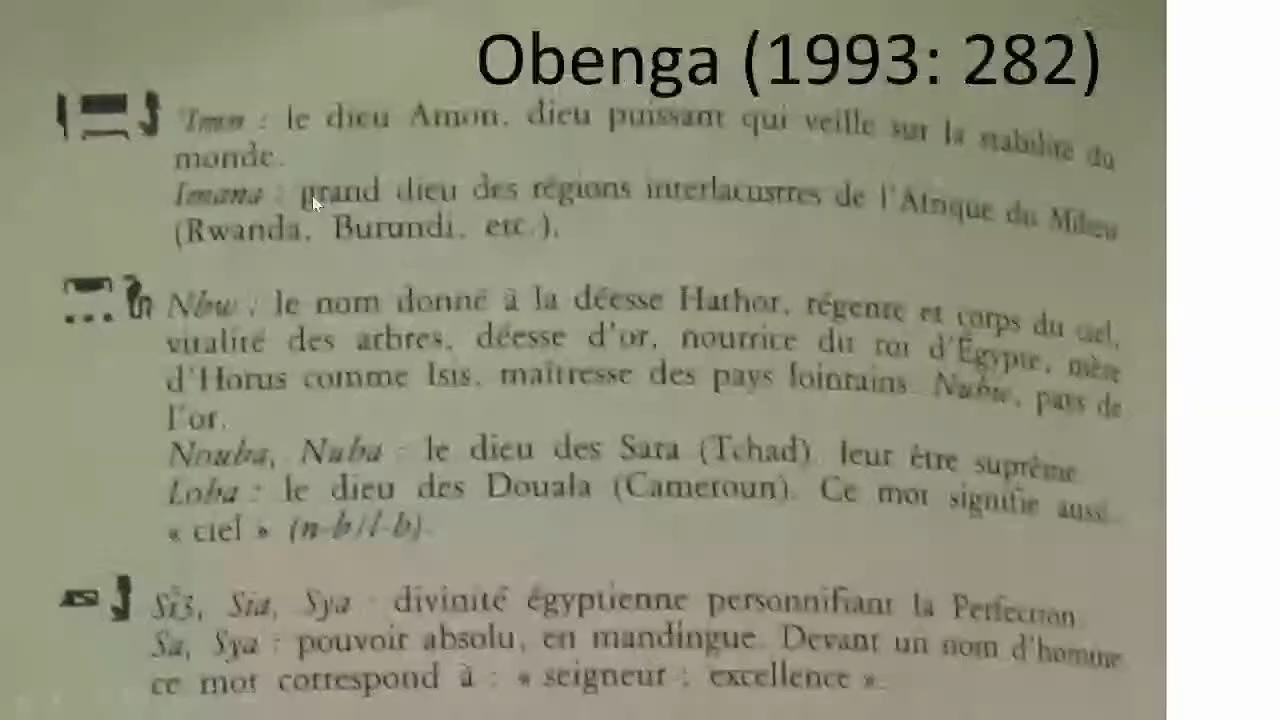 Obenga (1993: 282)
'Imn : le dieu Amon, dieu puissant qui veille sur la stabilité du
monde.
Imana : grand dieu des régions interlacustres de l'Afrique du Milieu
(Rwanda, Burundi, etc.).
Nbw : le nom donné à la déesse Hathor, régente et corps du ciel,
vitalité des arbres, déesse d'or, nourrice du roi d'Égypte, mère
d'Horus comme Isis, maîtresse des pays lointains. Nubw, pays de
l'or.
Nouba, Nuba : le dieu des Sara (Tchad), leur être suprême.
Loba : le dieu des Douala (Cameroun). Ce mot signifie aussi
« ciel » (n-b/l-b).
Sia, Sya : divinité égyptienne personnifiant la Perfection.
Sa, Sya : pouvoir absolu, en mandingue. Devant un nom d'homme
ce mot correspond à : « seigneur ; excellence ».